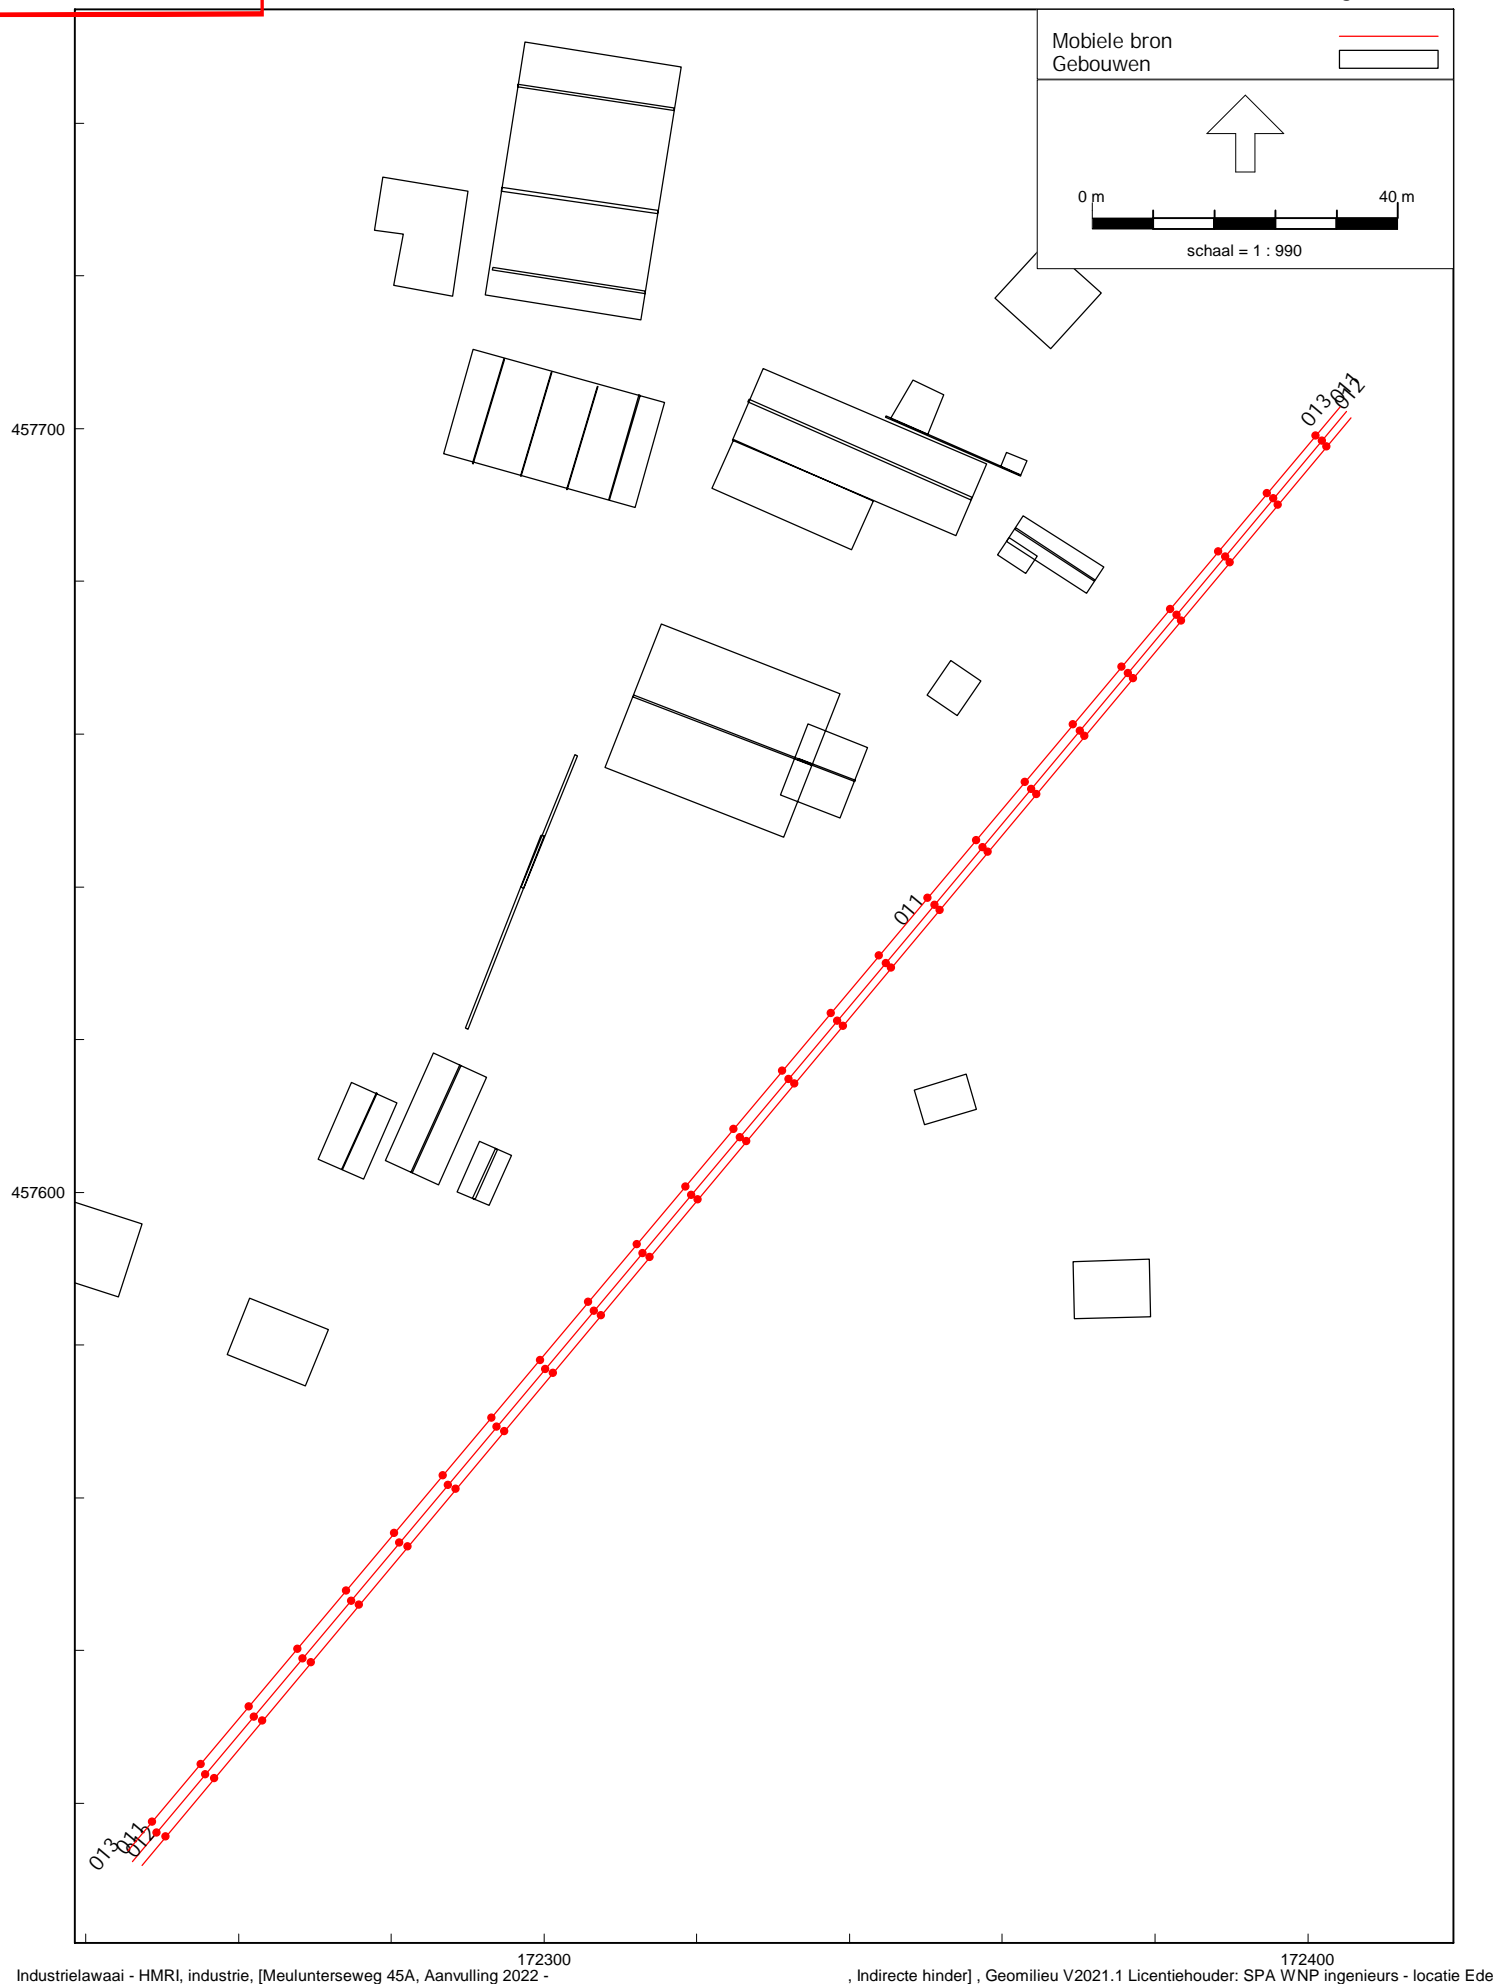 Mobiele bron
Gebouwen
0 m 40 m
schaal = 1 : 990
011
013
012
457700
011
457600
011
012
013
172300 172400
Industrielawaai - HMRI, industrie, [Meulunterseweg 45A, Aanvulling 2022 - , Indirecte hinder] , Geomilieu V2021.1 Licentiehouder: SPA WNP ingenieurs - locatie Ede